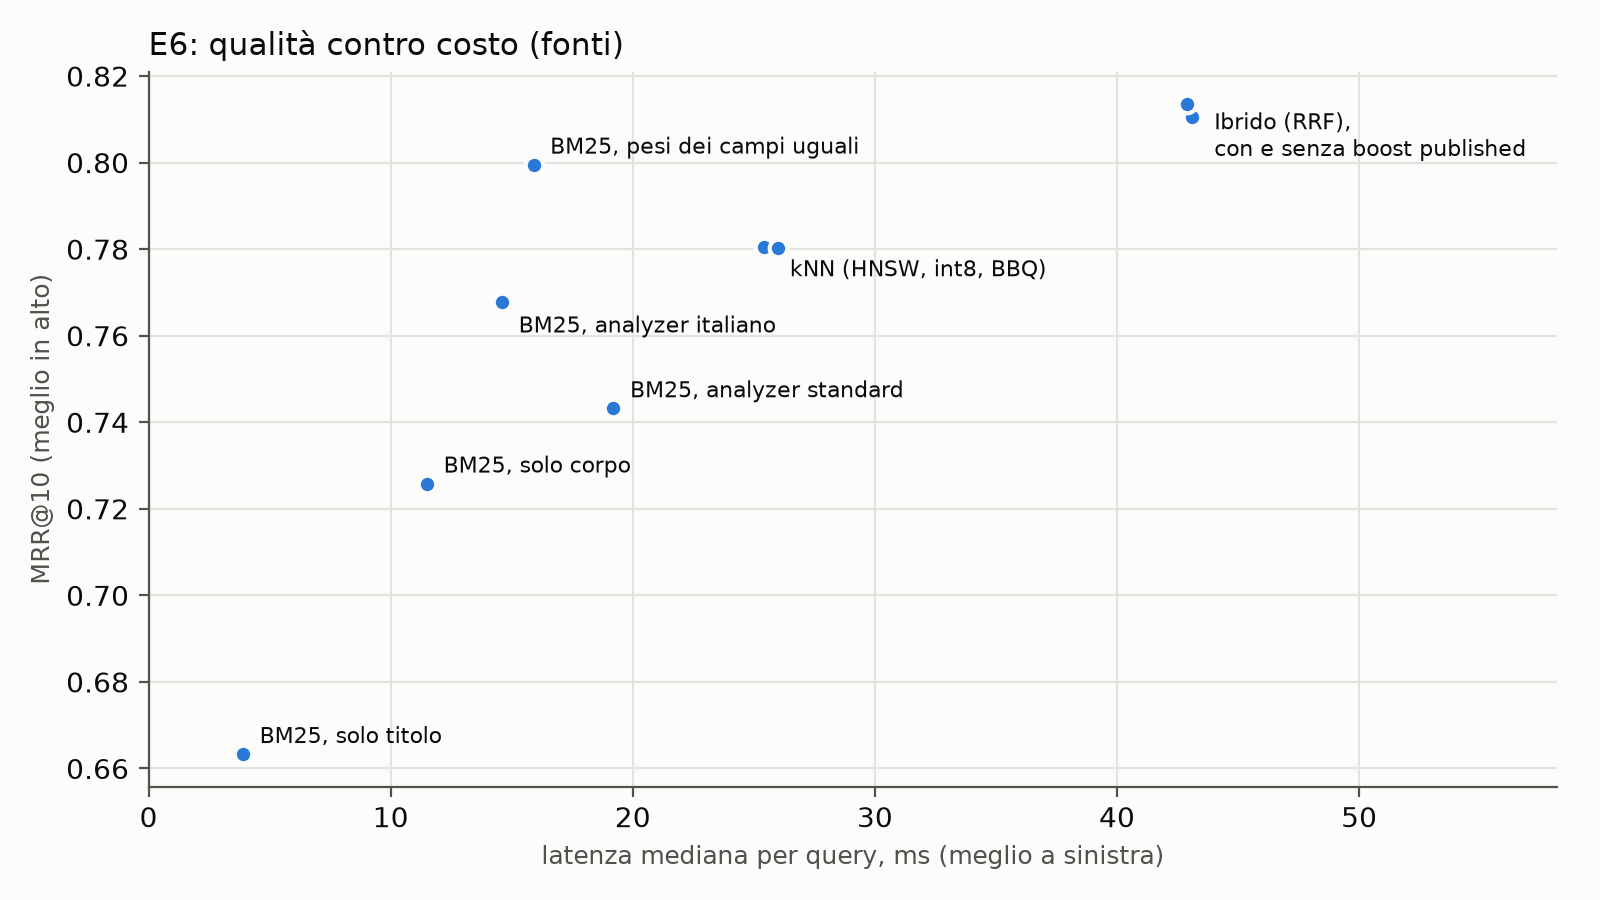 E6: qualità contro costo (fonti)
MRR@10 (meglio in alto)
0.82
0.80
0.78
0.76
0.74
0.72
0.70
0.68
0.66
Ibrido (RRF),
con e senza boost published
BM25, pesi dei campi uguali
kNN (HNSW, int8, BBQ)
BM25, analyzer italiano
BM25, analyzer standard
BM25, solo corpo
BM25, solo titolo
0 10 20 30 40 50
latenza mediana per query, ms (meglio a sinistra)